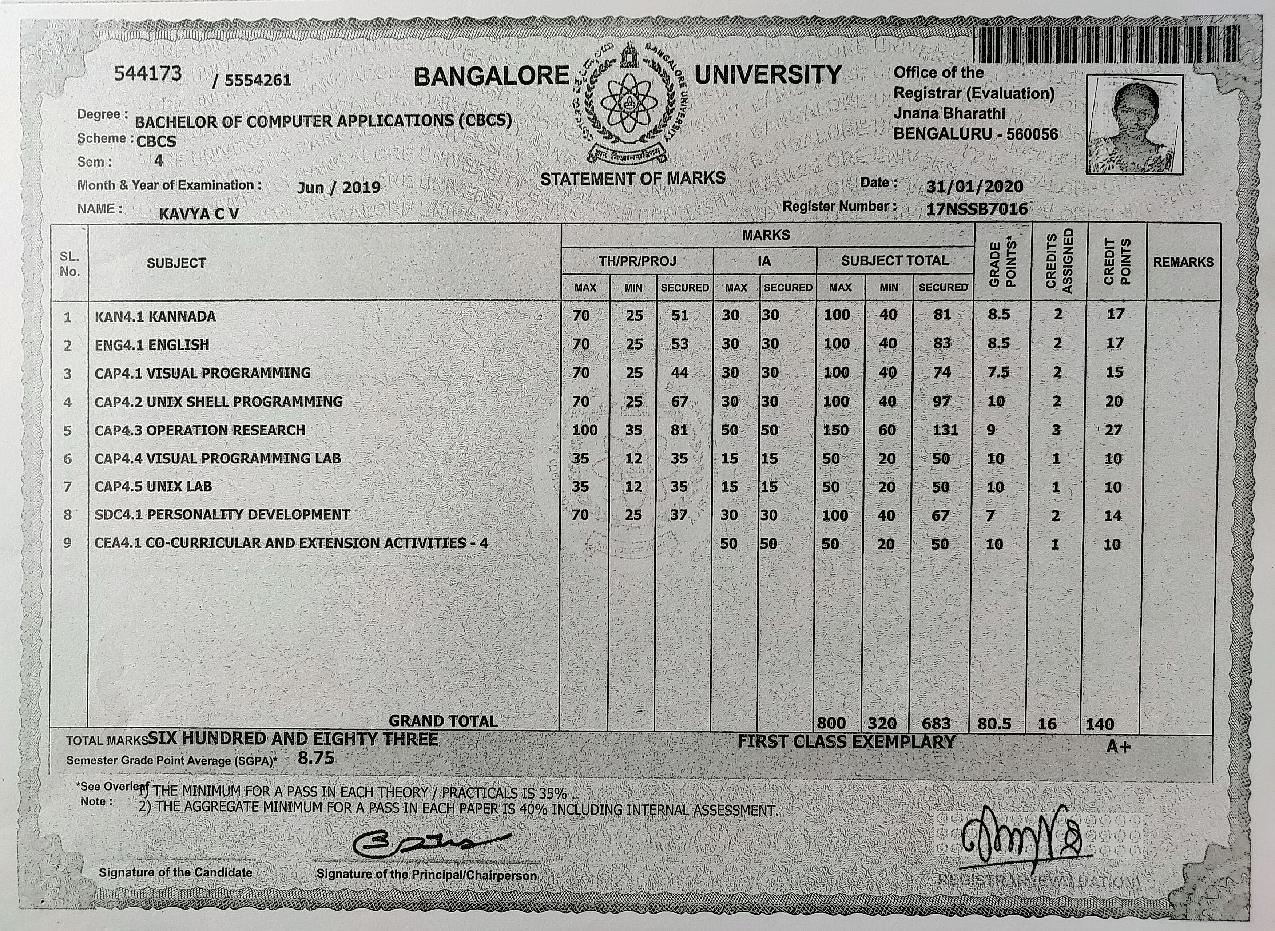 544173 / 5554261
BANGALORE UNIVERSITY
BANGALORE UNIVERSITY
Office of the
Registrar (Evaluation)
Jnana Bharathi
BENGALURU - 560056
Degree : BACHELOR OF COMPUTER APPLICATIONS (CBCS)
Scheme : CBCS
Sem : 4
STATEMENT OF MARKS
Month & Year of Examination : Jun / 2019
Date : 31/01/2020
NAME : KAVYA C V
Register Number : 17NSSB7016
SL. No. SUBJECT MARKS GRADE POINTS* CREDITS ASSIGNED CREDIT POINTS REMARKS
TH/PR/PROJ IA SUBJECT TOTAL
MAX MIN SECURED MAX SECURED MAX MIN SECURED
1 KAN4.1 KANNADA 70 25 51 30 30 100 40 81 8.5 2 17
2 ENG4.1 ENGLISH 70 25 53 30 30 100 40 83 8.5 2 17
3 CAP4.1 VISUAL PROGRAMMING 70 25 44 30 30 100 40 74 7.5 2 15
4 CAP4.2 UNIX SHELL PROGRAMMING 70 25 67 30 30 100 40 97 10 2 20
5 CAP4.3 OPERATION RESEARCH 100 35 81 50 50 150 60 131 9 3 27
6 CAP4.4 VISUAL PROGRAMMING LAB 35 12 35 15 15 50 20 50 10 1 10
7 CAP4.5 UNIX LAB 35 12 35 15 15 50 20 50 10 1 10
8 SDC4.1 PERSONALITY DEVELOPMENT 70 25 37 30 30 100 40 67 7 2 14
9 CEA4.1 CO-CURRICULAR AND EXTENSION ACTIVITIES - 4 50 50 50 20 50 10 1 10
GRAND TOTAL 800 320 683 80.5 16 140
TOTAL MARKS SIX HUNDRED AND EIGHTY THREE FIRST CLASS EXEMPLARY A+
Semester Grade Point Average (SGPA)* 8.75
*See Overleaf
Note : 1) THE MINIMUM FOR A PASS IN EACH THEORY / PRACTICALS IS 35% .
2) THE AGGREGATE MINIMUM FOR A PASS IN EACH PAPER IS 40% INCLUDING INTERNAL ASSESSMENT.
Signature of the Candidate
Signature of the Principal/Chairperson